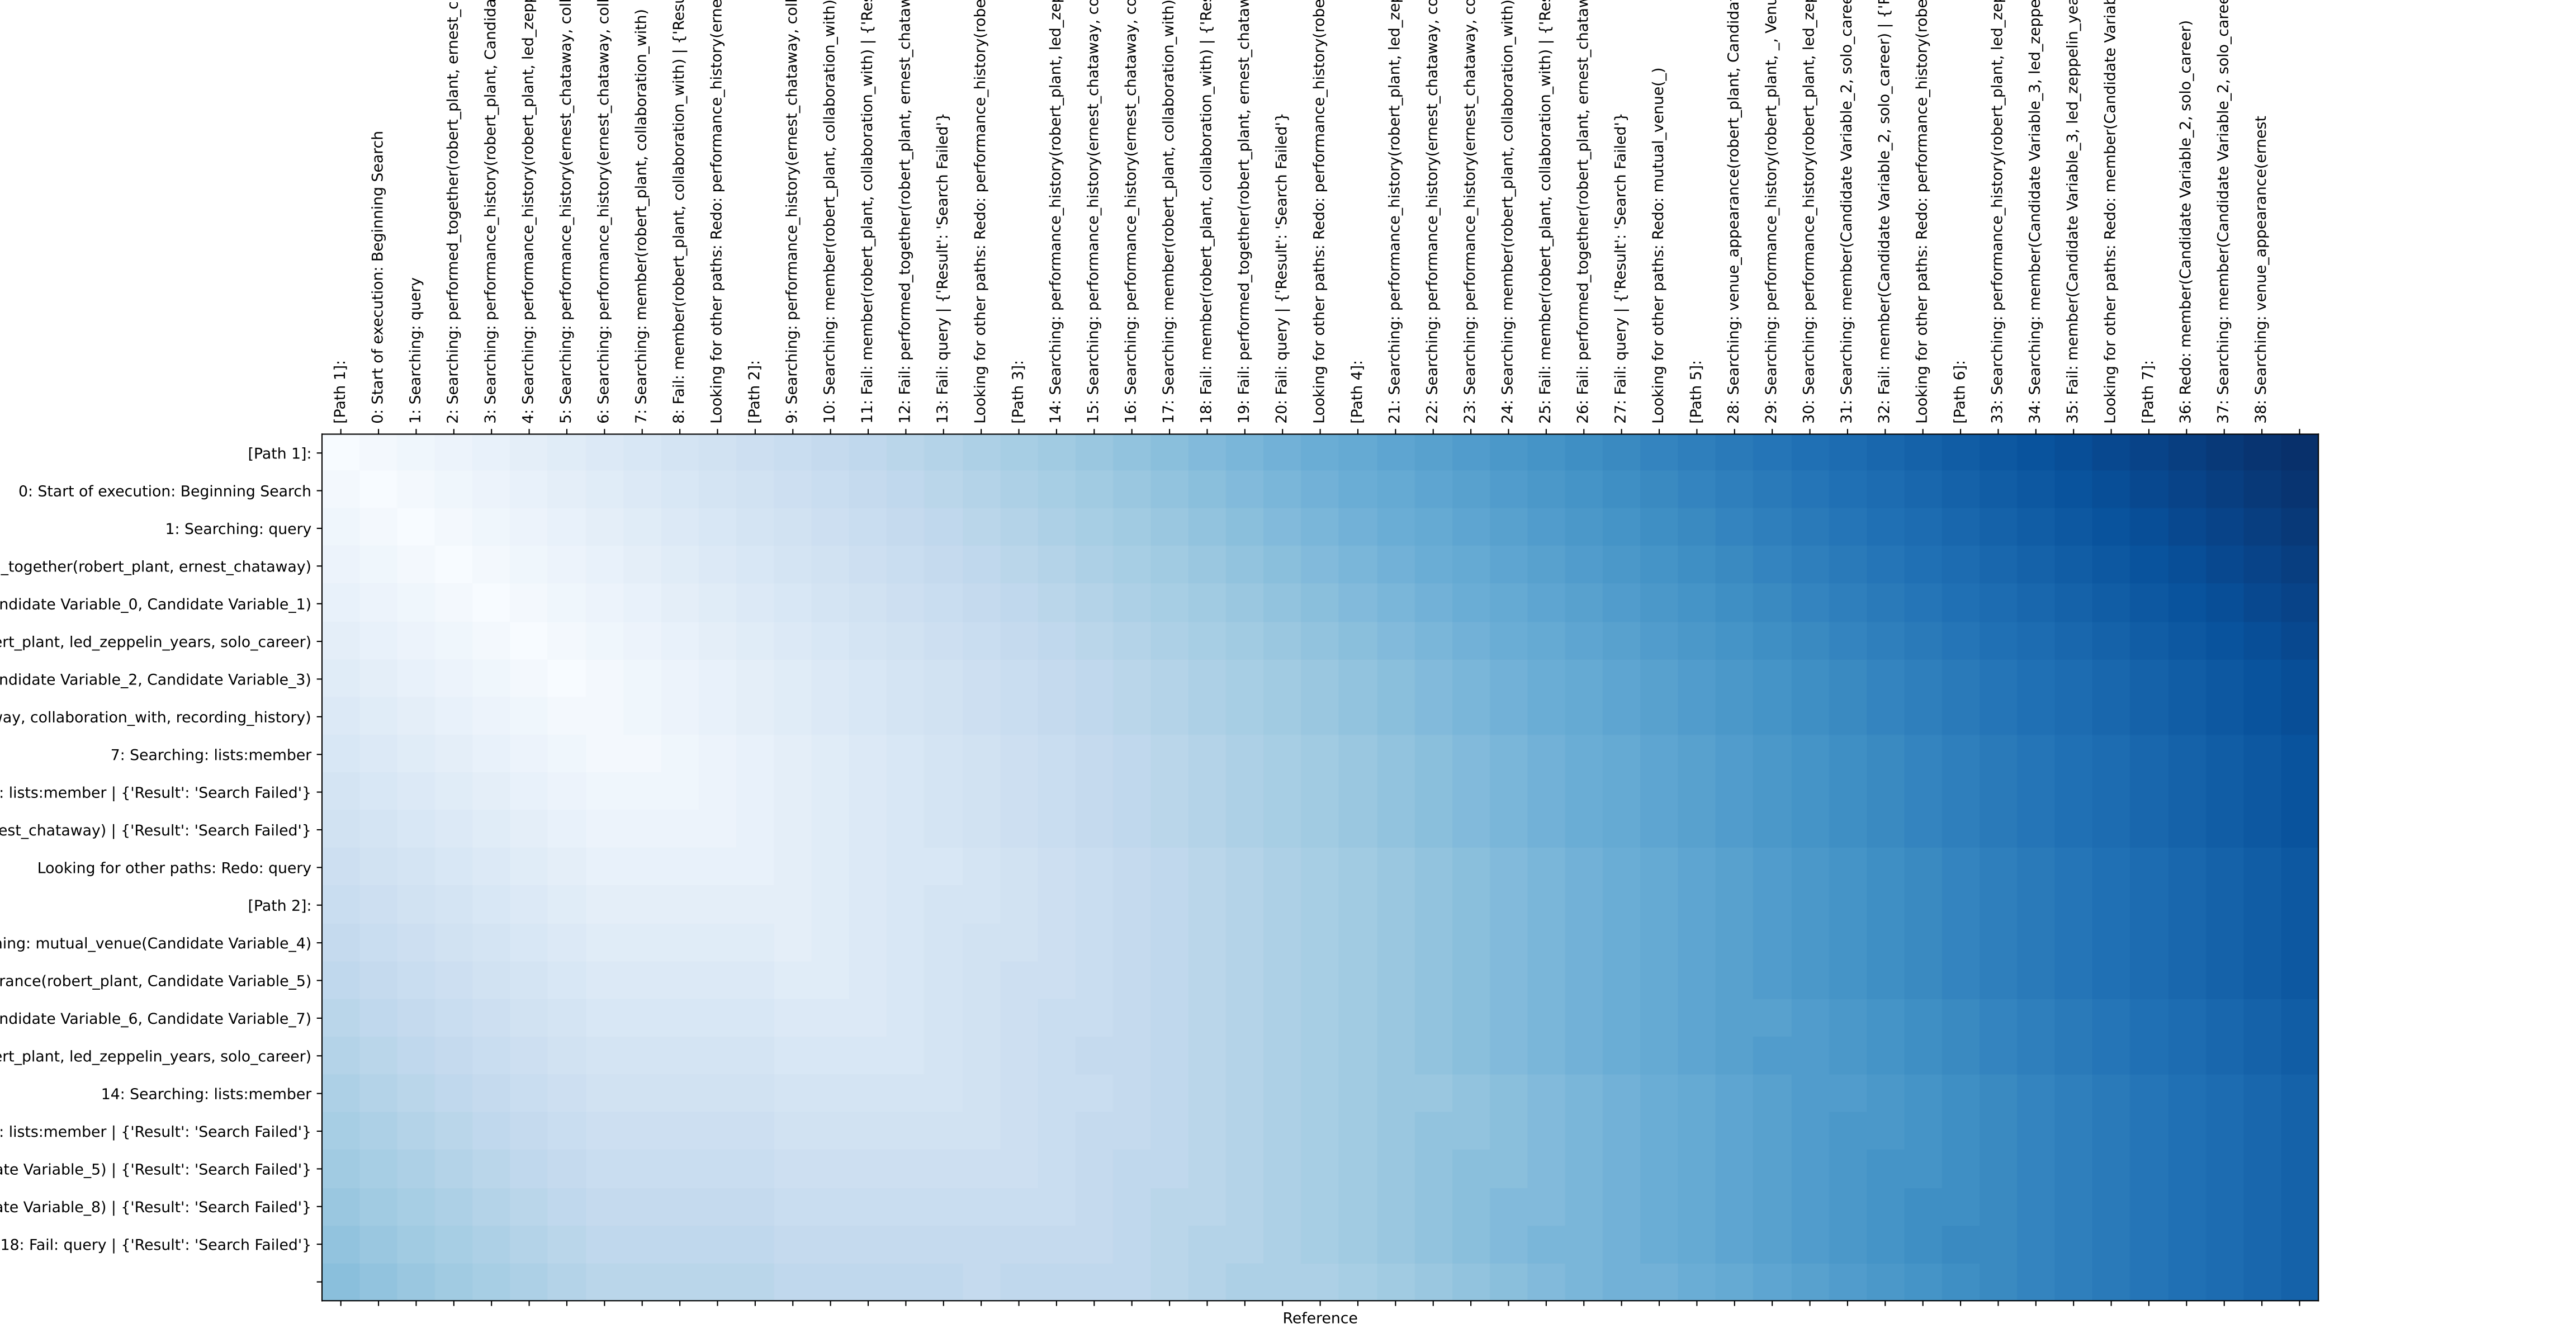 [Path 1]:
0: Start of execution: Beginning Search
1: Searching: query
2: Searching: performed_together(robert_plant, ernest_c
3: Searching: performance_history(robert_plant, Candida
4: Searching: performance_history(robert_plant, led_zepp
5: Searching: performance_history(ernest_chataway, coll
6: Searching: performance_history(ernest_chataway, coll
7: Searching: member(robert_plant, collaboration_with)
8: Fail: member(robert_plant, collaboration_with) | {'Resu
Looking for other paths: Redo: performance_history(erne
[Path 2]:
9: Searching: performance_history(ernest_chataway, coll
10: Searching: member(robert_plant, collaboration_with)
11: Fail: member(robert_plant, collaboration_with) | {'Res
12: Fail: performed_together(robert_plant, ernest_chataw
13: Fail: query | {'Result': 'Search Failed'}
Looking for other paths: Redo: performance_history(robe
[Path 3]:
14: Searching: performance_history(robert_plant, led_zep
15: Searching: performance_history(ernest_chataway, co
16: Searching: performance_history(ernest_chataway, co
17: Searching: member(robert_plant, collaboration_with)
18: Fail: member(robert_plant, collaboration_with) | {'Res
19: Fail: performed_together(robert_plant, ernest_chataw
20: Fail: query | {'Result': 'Search Failed'}
Looking for other paths: Redo: performance_history(robe
[Path 4]:
21: Searching: performance_history(robert_plant, led_zep
22: Searching: performance_history(ernest_chataway, co
23: Searching: performance_history(ernest_chataway, co
24: Searching: member(robert_plant, collaboration_with)
25: Fail: member(robert_plant, collaboration_with) | {'Res
26: Fail: performed_together(robert_plant, ernest_chataw
27: Fail: query | {'Result': 'Search Failed'}
Looking for other paths: Redo: mutual_venue(_)
[Path 5]:
28: Searching: venue_appearance(robert_plant, Candidat
29: Searching: performance_history(robert_plant, _, Venu
30: Searching: performance_history(robert_plant, led_zep
31: Searching: member(Candidate Variable_2, solo_caree
32: Fail: member(Candidate Variable_2, solo_career) | {'F
Looking for other paths: Redo: performance_history(robe
[Path 6]:
33: Searching: performance_history(robert_plant, led_zep
34: Searching: member(Candidate Variable_3, led_zeppe
35: Fail: member(Candidate Variable_3, led_zeppelin_yea
Looking for other paths: Redo: member(Candidate Variab
[Path 7]:
36: Redo: member(Candidate Variable_2, solo_career)
37: Searching: member(Candidate Variable_2, solo_caree
38: Searching: venue_appearance(ernest
[Path 1]:
0: Start of execution: Beginning Search
1: Searching: query
_together(robert_plant, ernest_chataway)
ndidate Variable_0, Candidate Variable_1)
ert_plant, led_zeppelin_years, solo_career)
ndidate Variable_2, Candidate Variable_3)
way, collaboration_with, recording_history)
7: Searching: lists:member
: lists:member | {'Result': 'Search Failed'}
est_chataway) | {'Result': 'Search Failed'}
Looking for other paths: Redo: query
[Path 2]:
ning: mutual_venue(Candidate Variable_4)
rance(robert_plant, Candidate Variable_5)
ndidate Variable_6, Candidate Variable_7)
ert_plant, led_zeppelin_years, solo_career)
14: Searching: lists:member
: lists:member | {'Result': 'Search Failed'}
ate Variable_5) | {'Result': 'Search Failed'}
ate Variable_8) | {'Result': 'Search Failed'}
18: Fail: query | {'Result': 'Search Failed'}
Reference